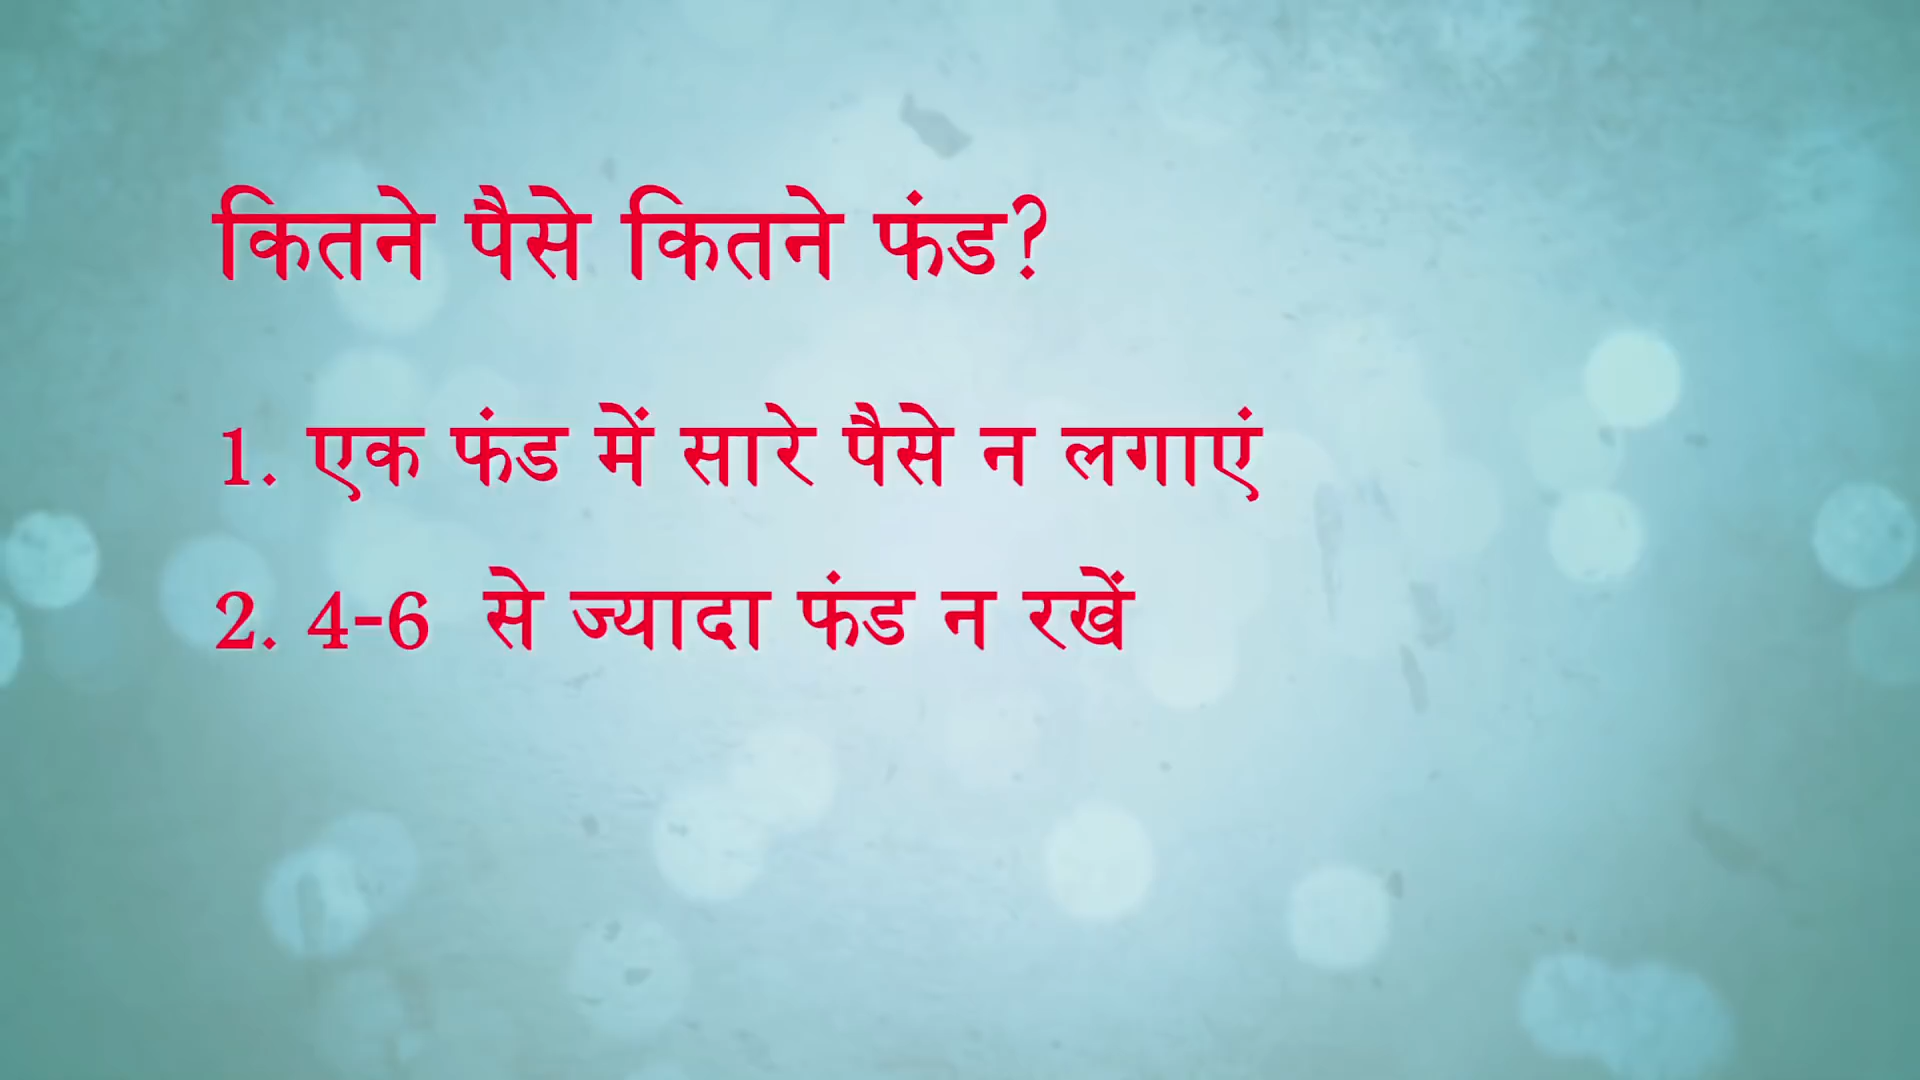 कितने पैसे कितने फंड?
1. एक फंड में सारे पैसे न लगाएं
2. 4-6 से ज्यादा फंड न रखें